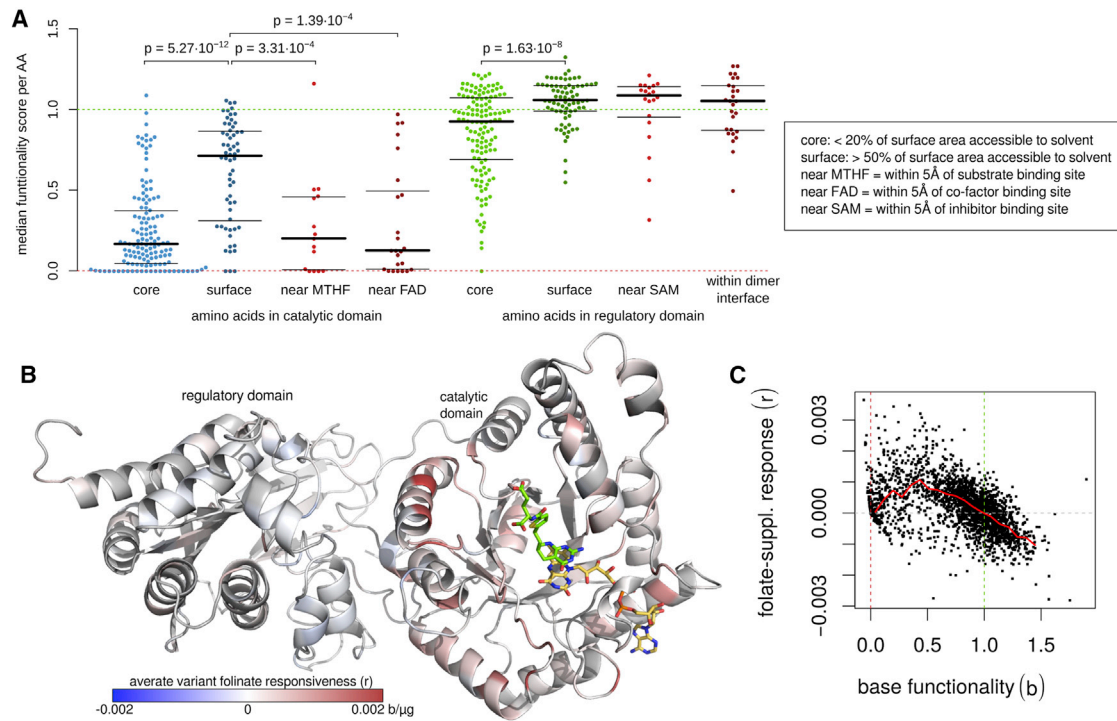 A
median funtionality score per AA
1.5
1.0
0.5
0.0
p = 1.39·10⁻⁴
p = 5.27·10⁻¹²
p = 3.31·10⁻⁴
p = 1.63·10⁻⁸
core
surface
near MTHF
near FAD
core
surface
near SAM
within dimer
interface
amino acids in catalytic domain
amino acids in regulatory domain
core: < 20% of surface area accessible to solvent
surface: > 50% of surface area accessible to solvent
near MTHF = within 5Å of substrate binding site
near FAD = within 5Å of co-factor binding site
near SAM = within 5Å of inhibitor binding site
B
regulatory domain
catalytic
domain
averate variant folinate responsiveness (r)
-0.002
0
0.002 b/µg
C
folate-suppl. response (r)
0.003
0.000
−0.003
0.0
0.5
1.0
1.5
base functionality (b)